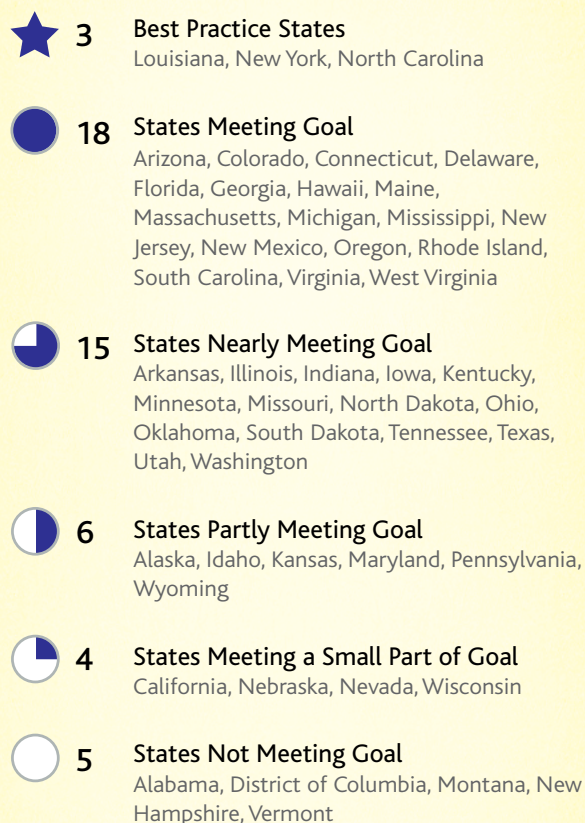 3 Best Practice States
Louisiana, New York, North Carolina
18 States Meeting Goal
Arizona, Colorado, Connecticut, Delaware,
Florida, Georgia, Hawaii, Maine,
Massachusetts, Michigan, Mississippi, New
Jersey, New Mexico, Oregon, Rhode Island,
South Carolina, Virginia, West Virginia
15 States Nearly Meeting Goal
Arkansas, Illinois, Indiana, Iowa, Kentucky,
Minnesota, Missouri, North Dakota, Ohio,
Oklahoma, South Dakota, Tennessee, Texas,
Utah, Washington
6 States Partly Meeting Goal
Alaska, Idaho, Kansas, Maryland, Pennsylvania,
Wyoming
4 States Meeting a Small Part of Goal
California, Nebraska, Nevada, Wisconsin
5 States Not Meeting Goal
Alabama, District of Columbia, Montana, New
Hampshire, Vermont